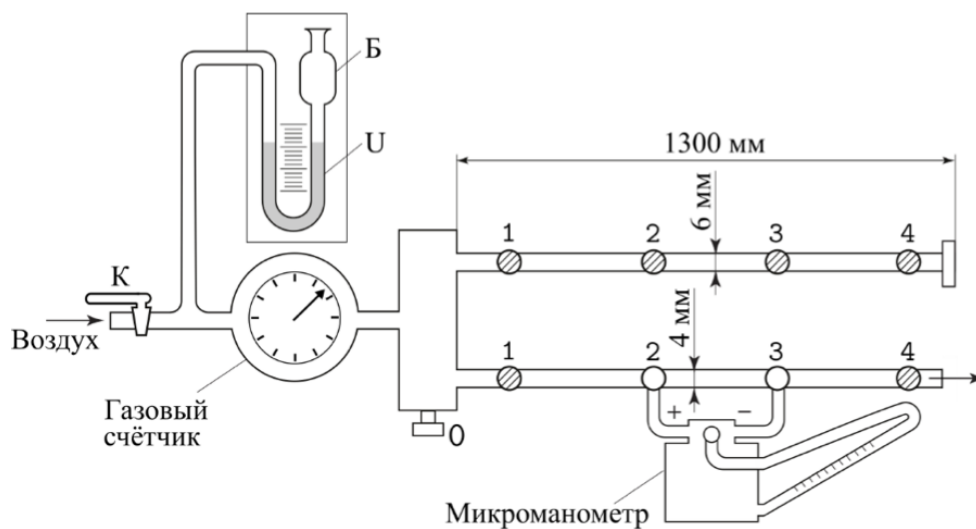 Б
U
1300 мм
6 мм
1 2 3 4
К
Воздух
4 мм
1 2 3 4
Газовый
счётчик
0
+ −
Микроманометр